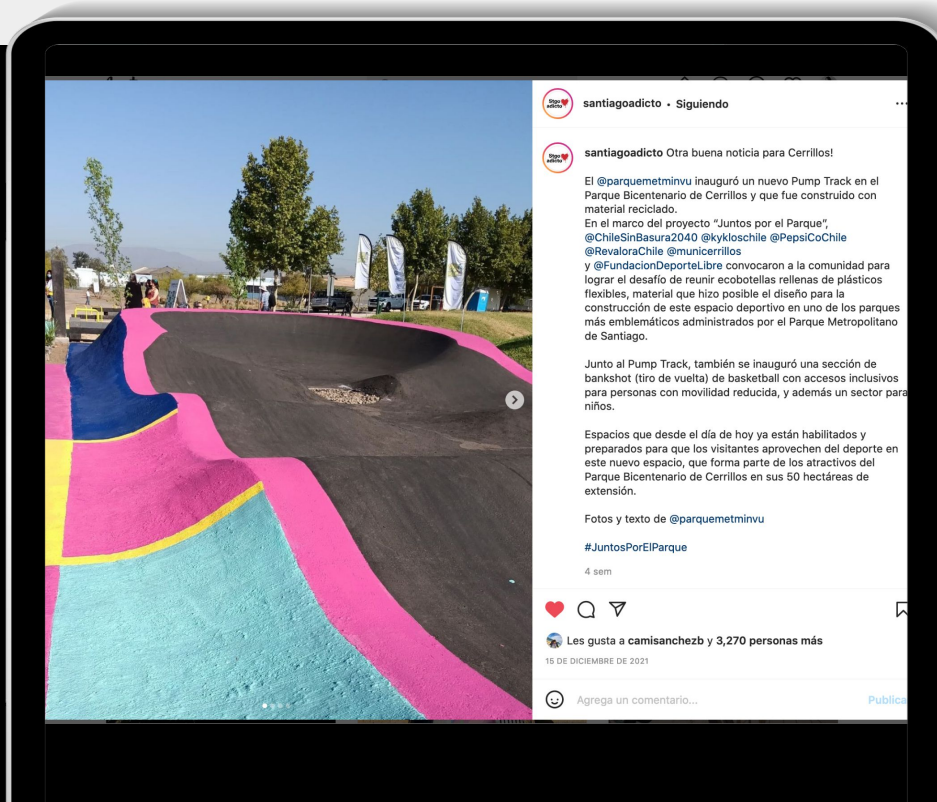 Stgo
adicto
santiagoadicto • Siguiendo
Stgo
adicto
santiagoadicto Otra buena noticia para Cerrillos!
El @parquemetminvu inauguró un nuevo Pump Track en el
Parque Bicentenario de Cerrillos y que fue construido con
material reciclado.
En el marco del proyecto “Juntos por el Parque”,
@ChileSinBasura2040 @kykloschile @PepsiCoChile
@RevaloraChile @municerrillos
y @FundacionDeporteLibre convocaron a la comunidad para
lograr el desafío de reunir ecobotellas rellenas de plásticos
flexibles, material que hizo posible el diseño para la
construcción de este espacio deportivo en uno de los parques
más emblemáticos administrados por el Parque Metropolitano
de Santiago.
Junto al Pump Track, también se inauguró una sección de
bankshot (tiro de vuelta) de basketball con accesos inclusivos
para personas con movilidad reducida, y además un sector para
niños.
Espacios que desde el día de hoy ya están habilitados y
preparados para que los visitantes aprovechen del deporte en
este nuevo espacio, que forma parte de los atractivos del
Parque Bicentenario de Cerrillos en sus 50 hectáreas de
extensión.
Fotos y texto de @parquemetminvu
#JuntosPorElParque
4 sem
Les gusta a camisanchezb y 3,270 personas más
15 DE DICIEMBRE DE 2021
Agrega un comentario...
Publica